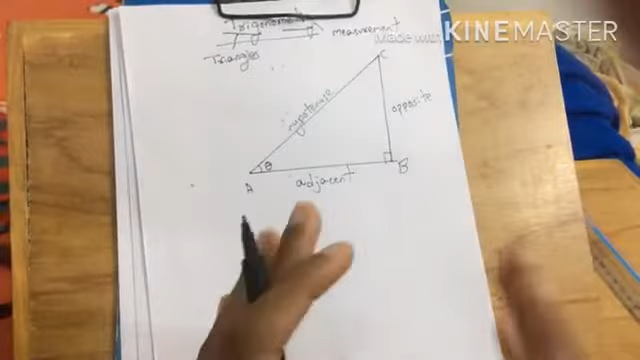 Trigonometry
measurement
Triangles
Made with KINEMASTER
C
hypotenuse
opposite
θ
A
adjacent
B